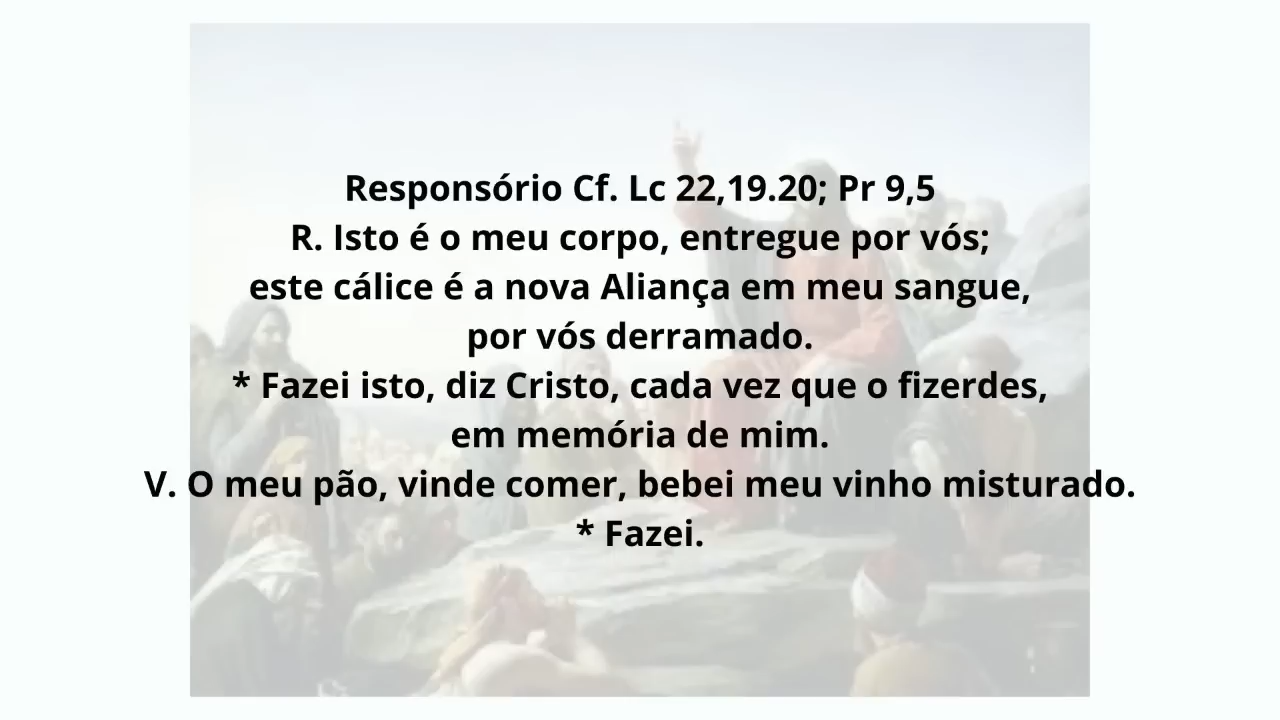 Responsório Cf. Lc 22,19.20; Pr 9,5
R. Isto é o meu corpo, entregue por vós;
este cálice é a nova Aliança em meu sangue,
por vós derramado.
* Fazei isto, diz Cristo, cada vez que o fizerdes,
em memória de mim.
V. O meu pão, vinde comer, bebei meu vinho misturado.
* Fazei.